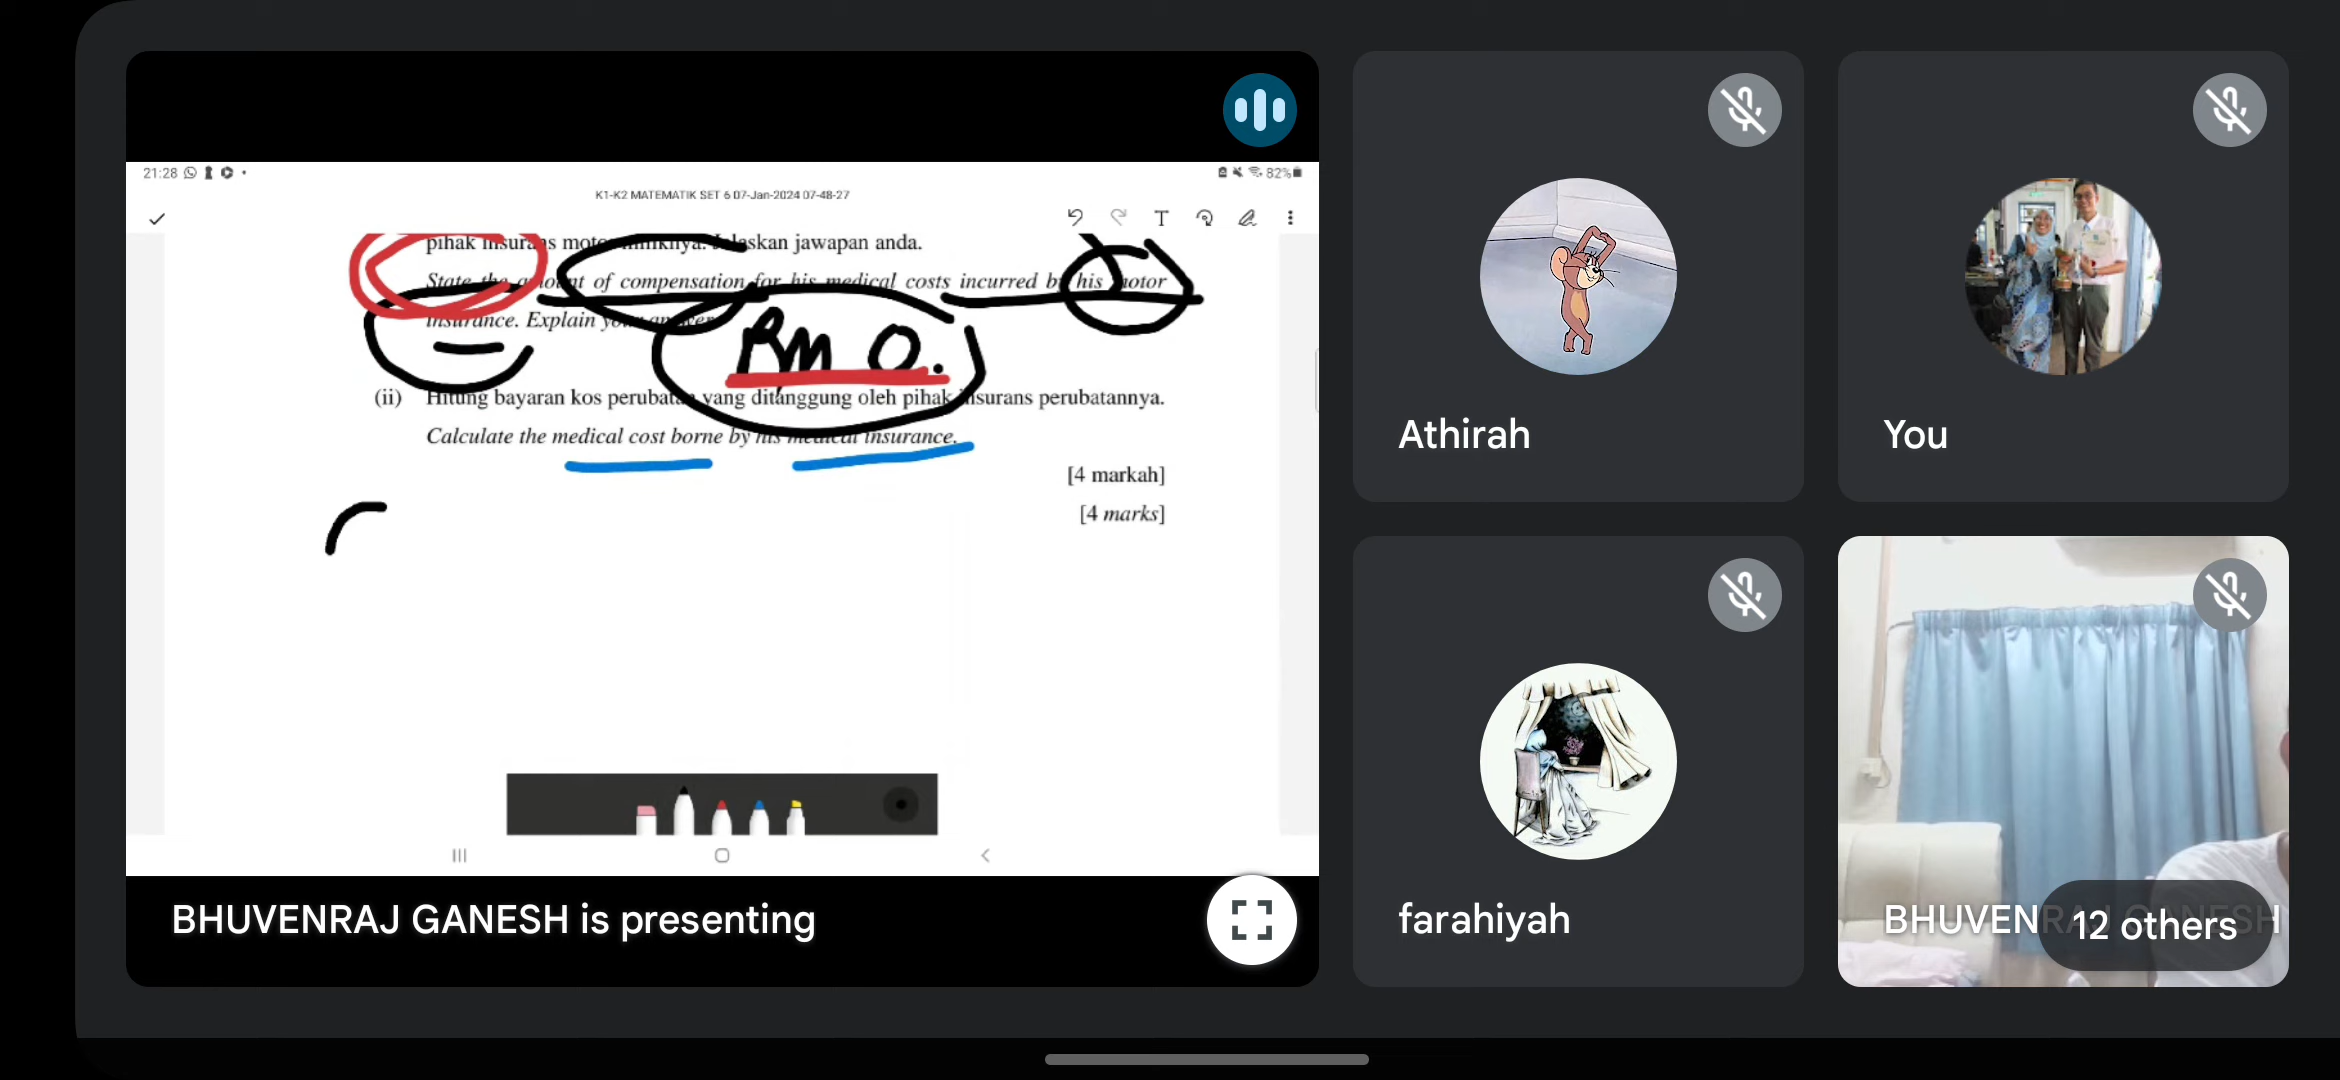 21:28
82%
K1-K2 MATEMATIK SET 6 07-Jan-2024 07-48-27
T
pihak insurans motor miliknya. Jelaskan jawapan anda.
State the amount of compensation for his medical costs incurred by his motor
insurance. Explain your answer.
RM 0.
(ii) Hitung bayaran kos perubatan yang ditanggung oleh pihak insurans perubatannya.
Calculate the medical cost borne by his medical insurance.
[4 markah]
[4 marks]
BHUVENRAJ GANESH is presenting
Athirah
You
farahiyah
BHUVENRAJ GANESH
12 others